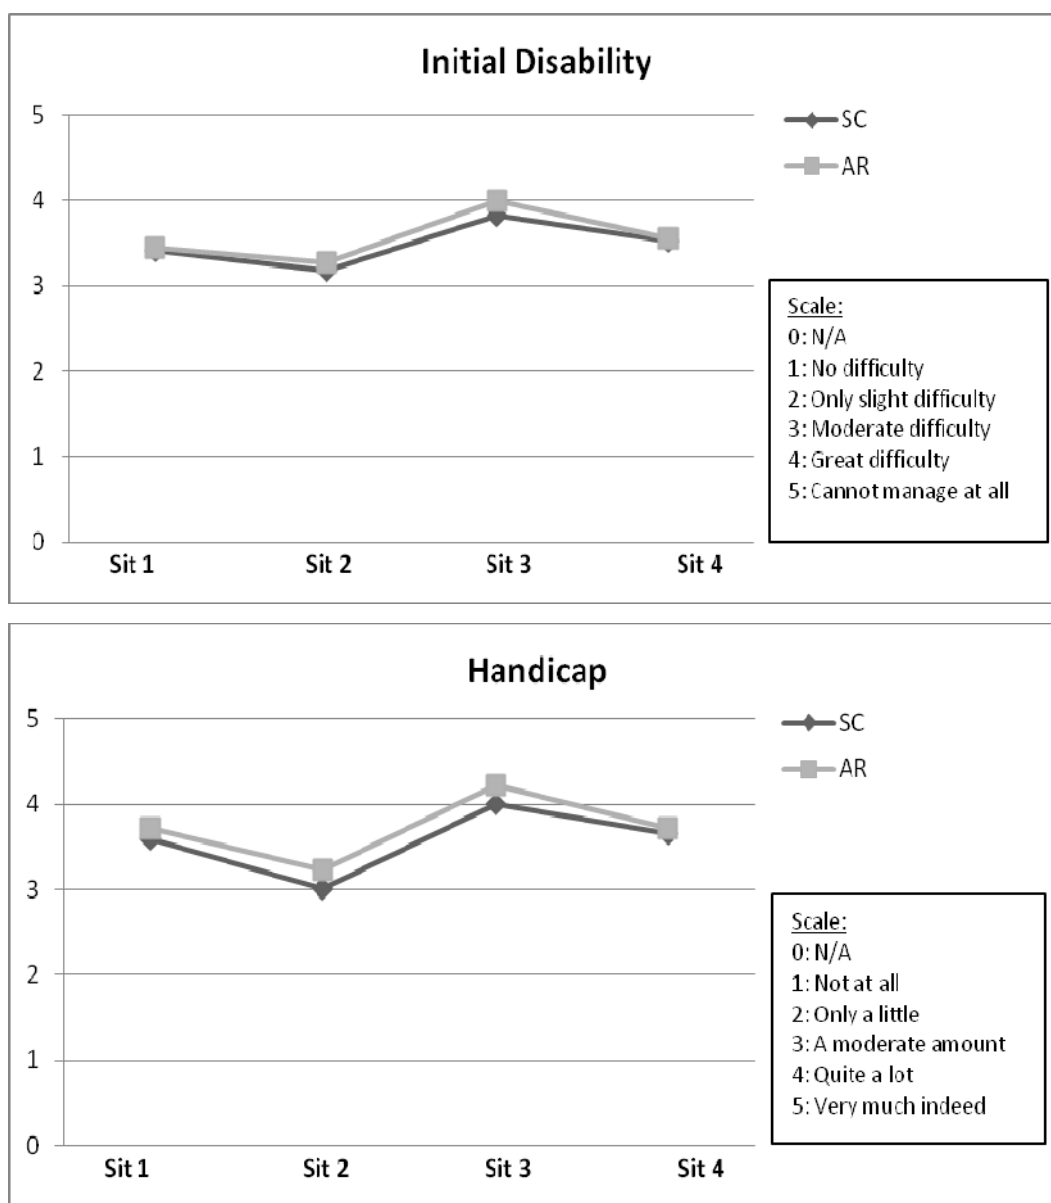 Initial Disability
5
4
3
2
1
0
Sit 1 Sit 2 Sit 3 Sit 4
SC
AR
Scale:
0: N/A
1: No difficulty
2: Only slight difficulty
3: Moderate difficulty
4: Great difficulty
5: Cannot manage at all
Handicap
5
4
3
2
1
0
Sit 1 Sit 2 Sit 3 Sit 4
SC
AR
Scale:
0: N/A
1: Not at all
2: Only a little
3: A moderate amount
4: Quite a lot
5: Very much indeed